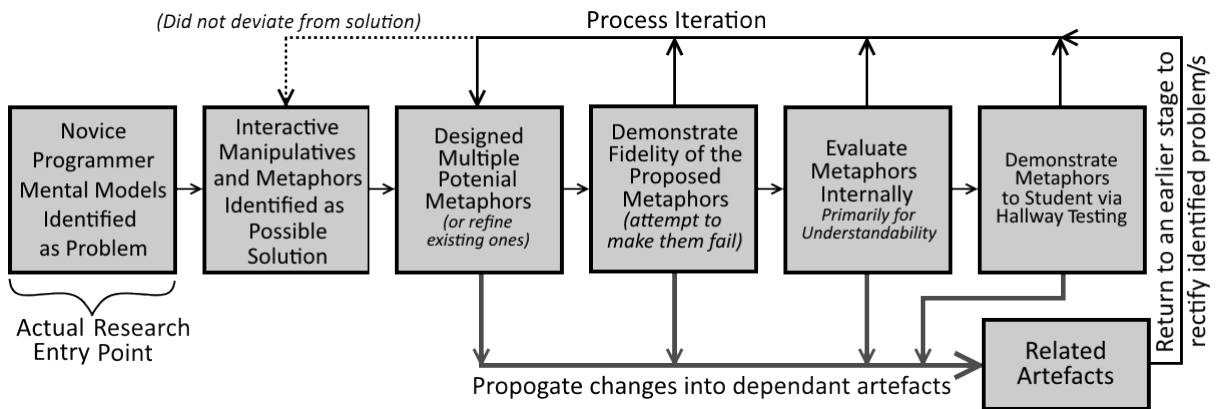 (Did not deviate from solution)
Process Iteration
Novice
Programmer
Mental Models
Identified
as Problem
Interactive
Manipulatives
and Metaphors
Identified as
Possible
Solution
Designed
Multiple
Potenial
Metaphors
(or refine
existing ones)
Demonstrate
Fidelity of the
Proposed
Metaphors
(attempt to
make them fail)
Evaluate
Metaphors
Internally
Primarily for
Understandability
Demonstrate
Metaphors
to Student via
Hallway Testing
Return to an earlier stage to
rectify identified problem/s
Actual Research
Entry Point
Propogate changes into dependant artefacts
Related
Artefacts